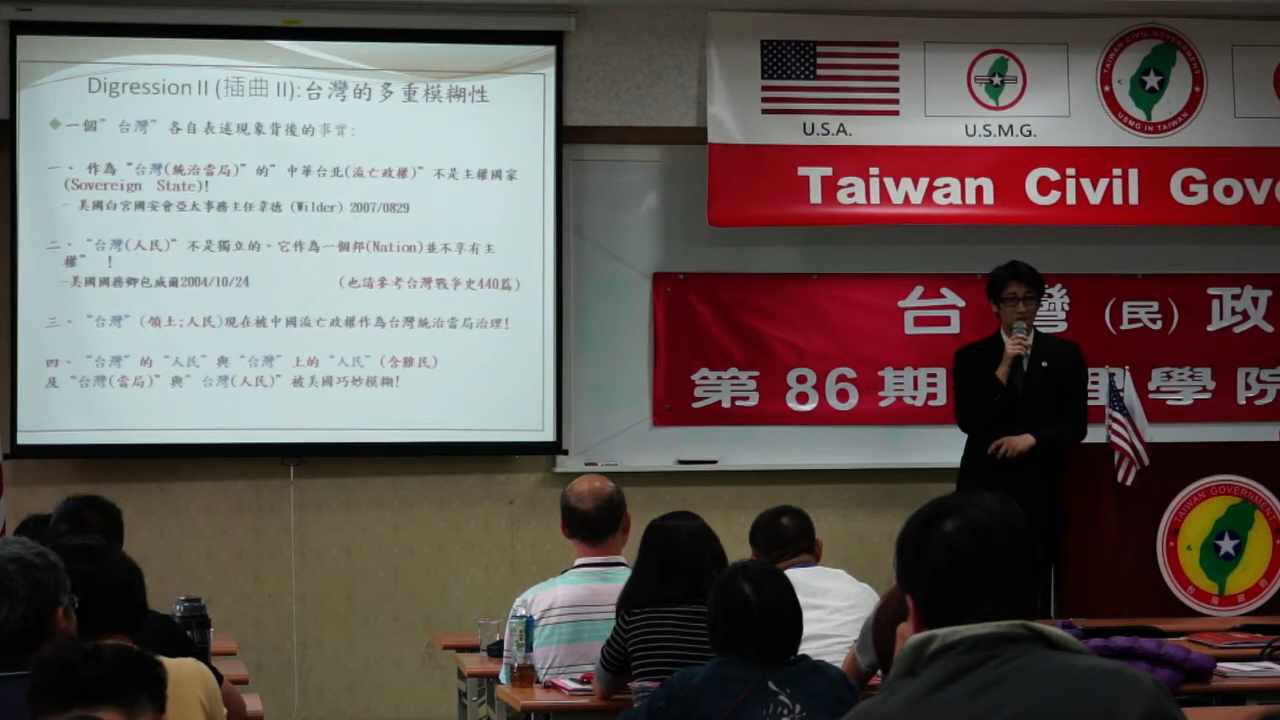 Digression II (插曲 II):台灣的多重模糊性
一個"台灣"各自表述現象背後的事實:
一、 作為"台灣(統治當局)"的"中華台北(流亡政權)"不是主權國家
(Sovereign State)!
- 美國白宮國安會亞太事務主任韋德 (Wilder) 2007/0829
二、"台灣(人民)"不是獨立的。它作為一個邦(Nation)並不享有主
權" !
-美國國務卿包威爾2004/10/24 (也請參考台灣戰爭史440篇)
三、"台灣"(領土;人民)現在被中國流亡政權作為台灣統治當局治理!
四、"台灣"的"人民"與"台灣"上的"人民"(含難民)
及"台灣(當局)"與"台灣(人民)"被美國巧妙模糊!
U.S.A.
U.S.M.G.
TAIWAN CIVIL GOVERNMENT
USMG IN TAIWAN
Taiwan Civil Gove
台灣(民)政
第86期 學院
TAIWAN GOVERNMENT